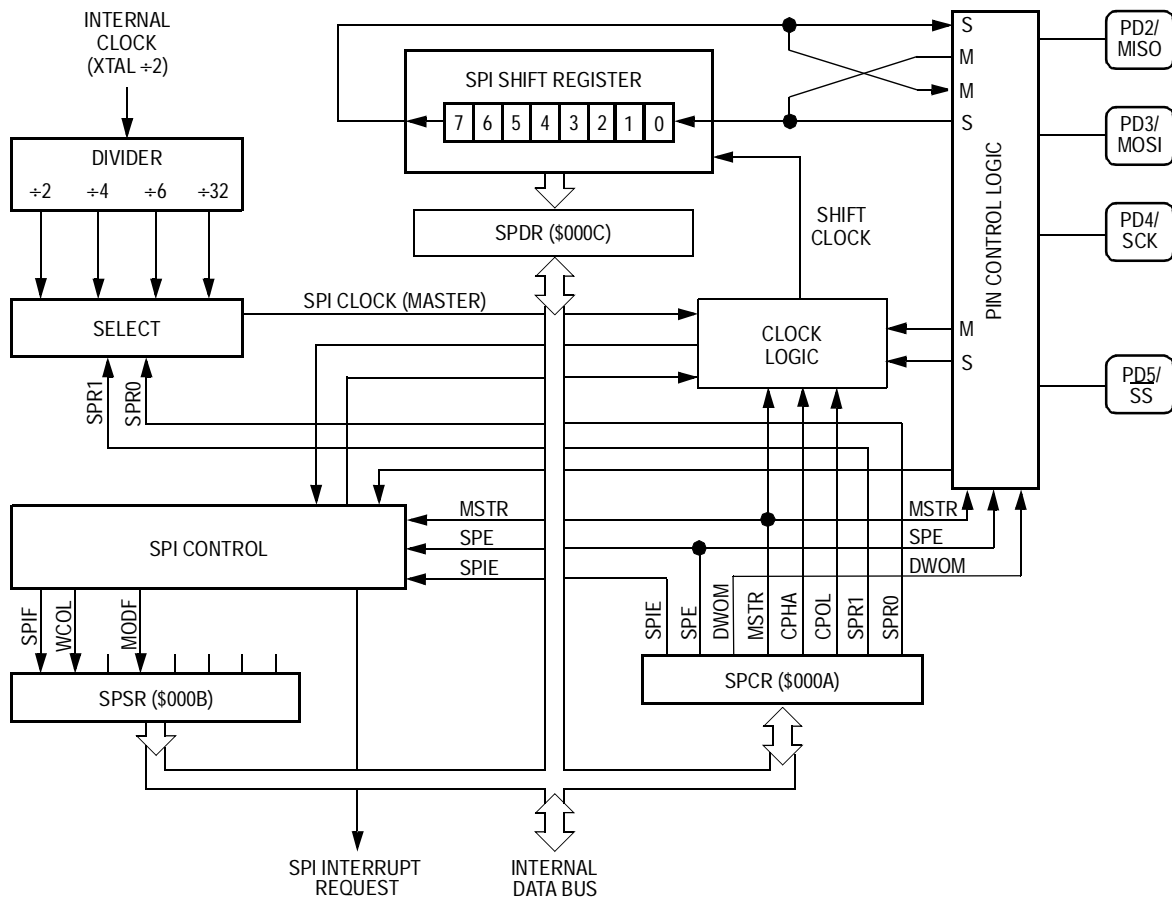 INTERNAL
CLOCK
(XTAL ÷2)
DIVIDER
÷2 ÷4 ÷6 ÷32
SELECT
SPR1
SPR0
SPI SHIFT REGISTER
7 6 5 4 3 2 1 0
SPDR ($000C)
SHIFT
CLOCK
SPI CLOCK (MASTER)
CLOCK
LOGIC
S
M
M
S
M
S
PIN CONTROL LOGIC
PD2/
MISO
PD3/
MOSI
PD4/
SCK
PD5/
SS
SPI CONTROL
MSTR
SPE
SPIE
MSTR
SPE
DWOM
SPIF
WCOL
MODF
SPSR ($000B)
SPIE
SPE
DWOM
MSTR
CPHA
CPOL
SPR1
SPR0
SPCR ($000A)
SPI INTERRUPT
REQUEST
INTERNAL
DATA BUS